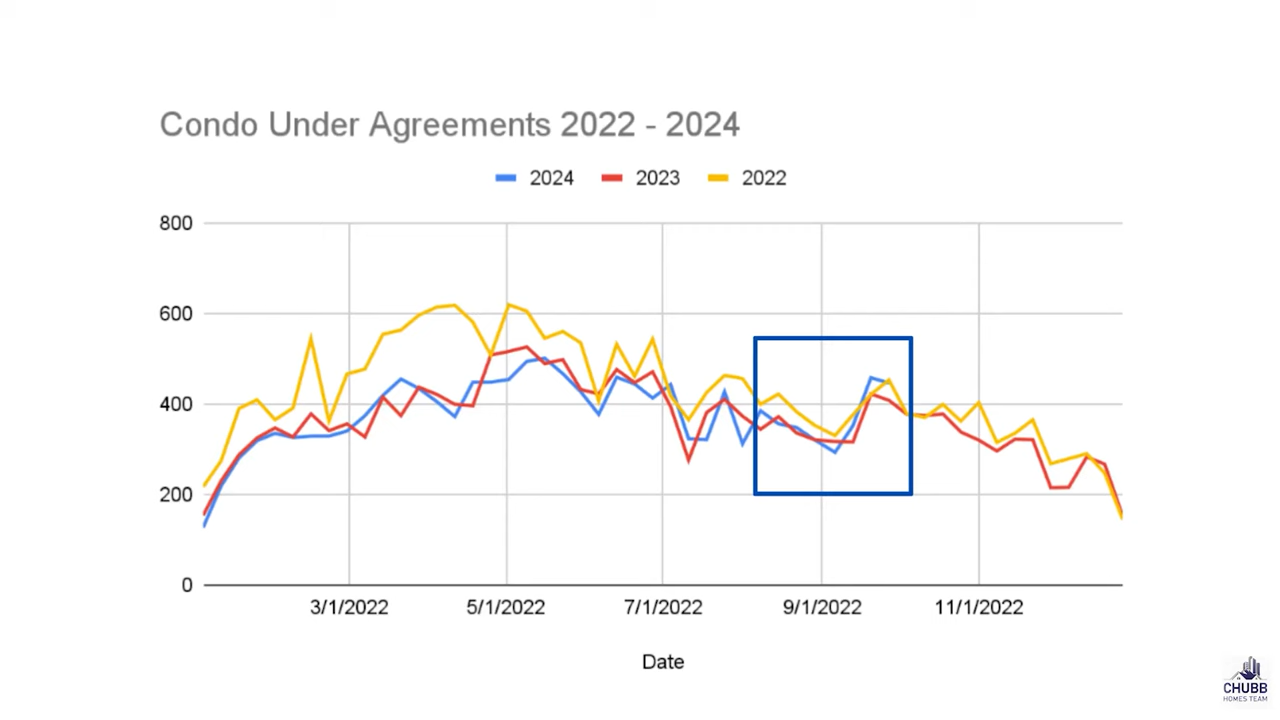 Condo Under Agreements 2022 - 2024
2024 2023 2022
800
600
400
200
0
3/1/2022 5/1/2022 7/1/2022 9/1/2022 11/1/2022
Date
CHUBB
HOMES TEAM